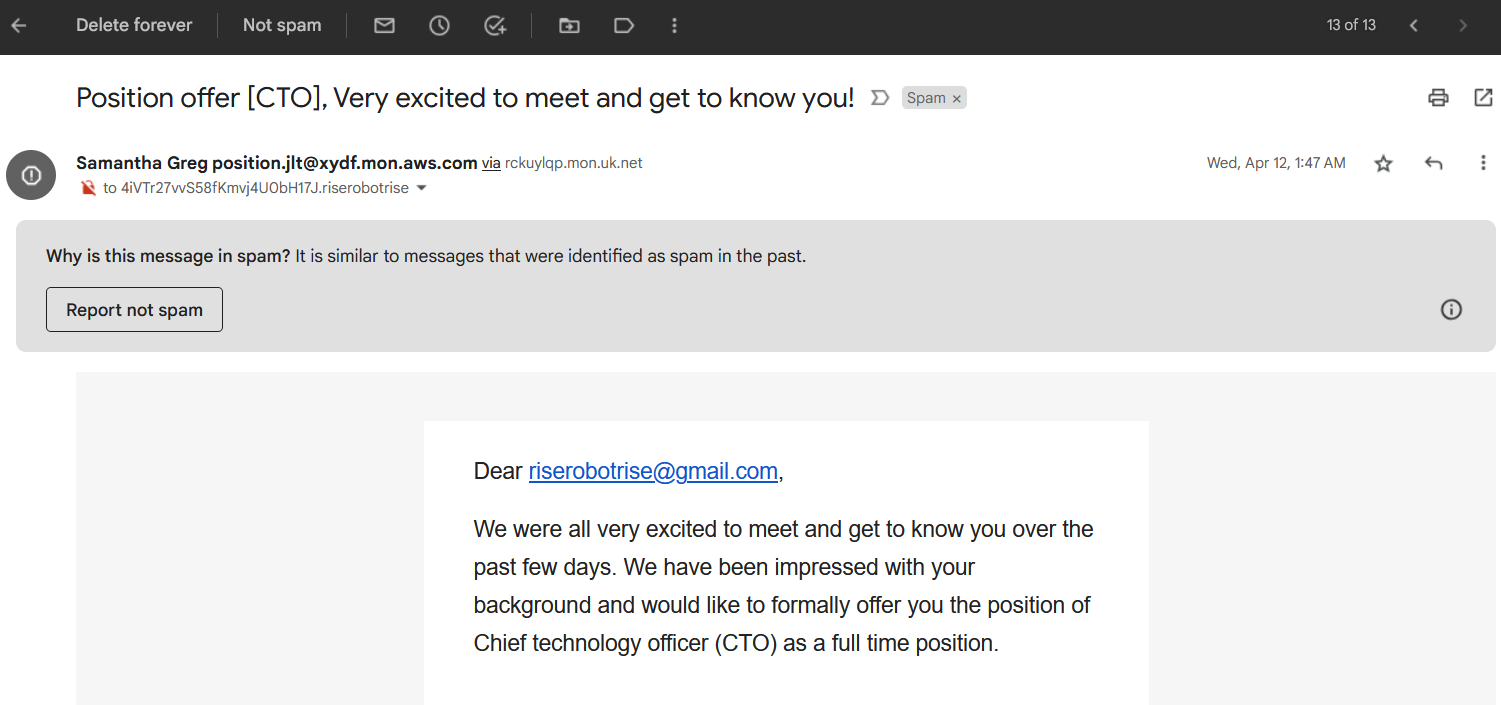 Delete forever Not spam 13 of 13
Position offer [CTO], Very excited to meet and get to know you! Spam ×
Samantha Greg position.jlt@xydf.mon.aws.com via rckuylqp.mon.uk.net Wed, Apr 12, 1:47 AM
to 4iVTr27vvS58fKmvj4UObH17J.riserobotrise
Why is this message in spam? It is similar to messages that were identified as spam in the past.
Report not spam
Dear riserobotrise@gmail.com,
We were all very excited to meet and get to know you over the
past few days. We have been impressed with your
background and would like to formally offer you the position of
Chief technology officer (CTO) as a full time position.